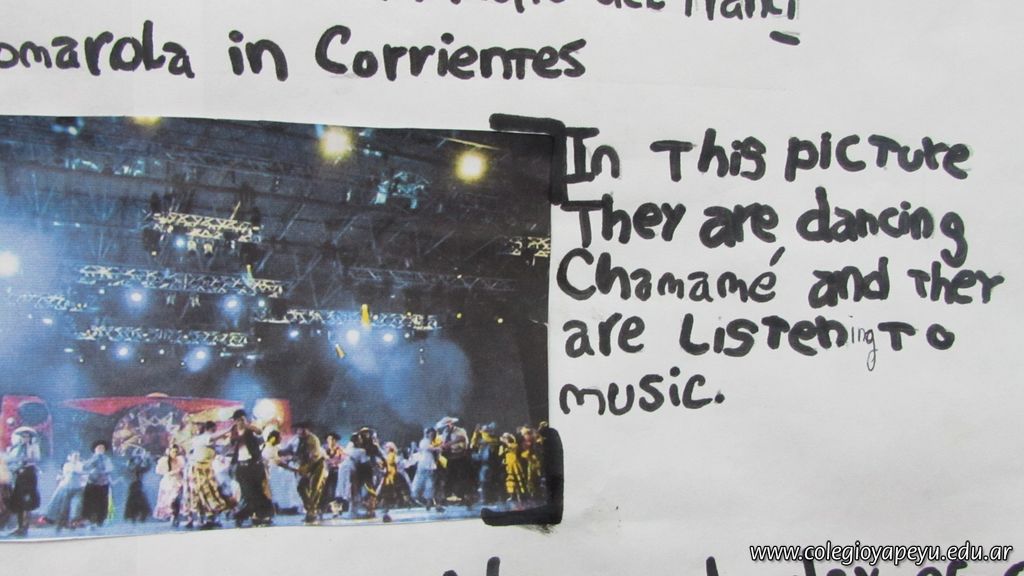 omarola in Corrientes
In This picTure
They are dancing
Chamamé and They
are LisTening To
music.
www.colegioyapeyu.edu.ar